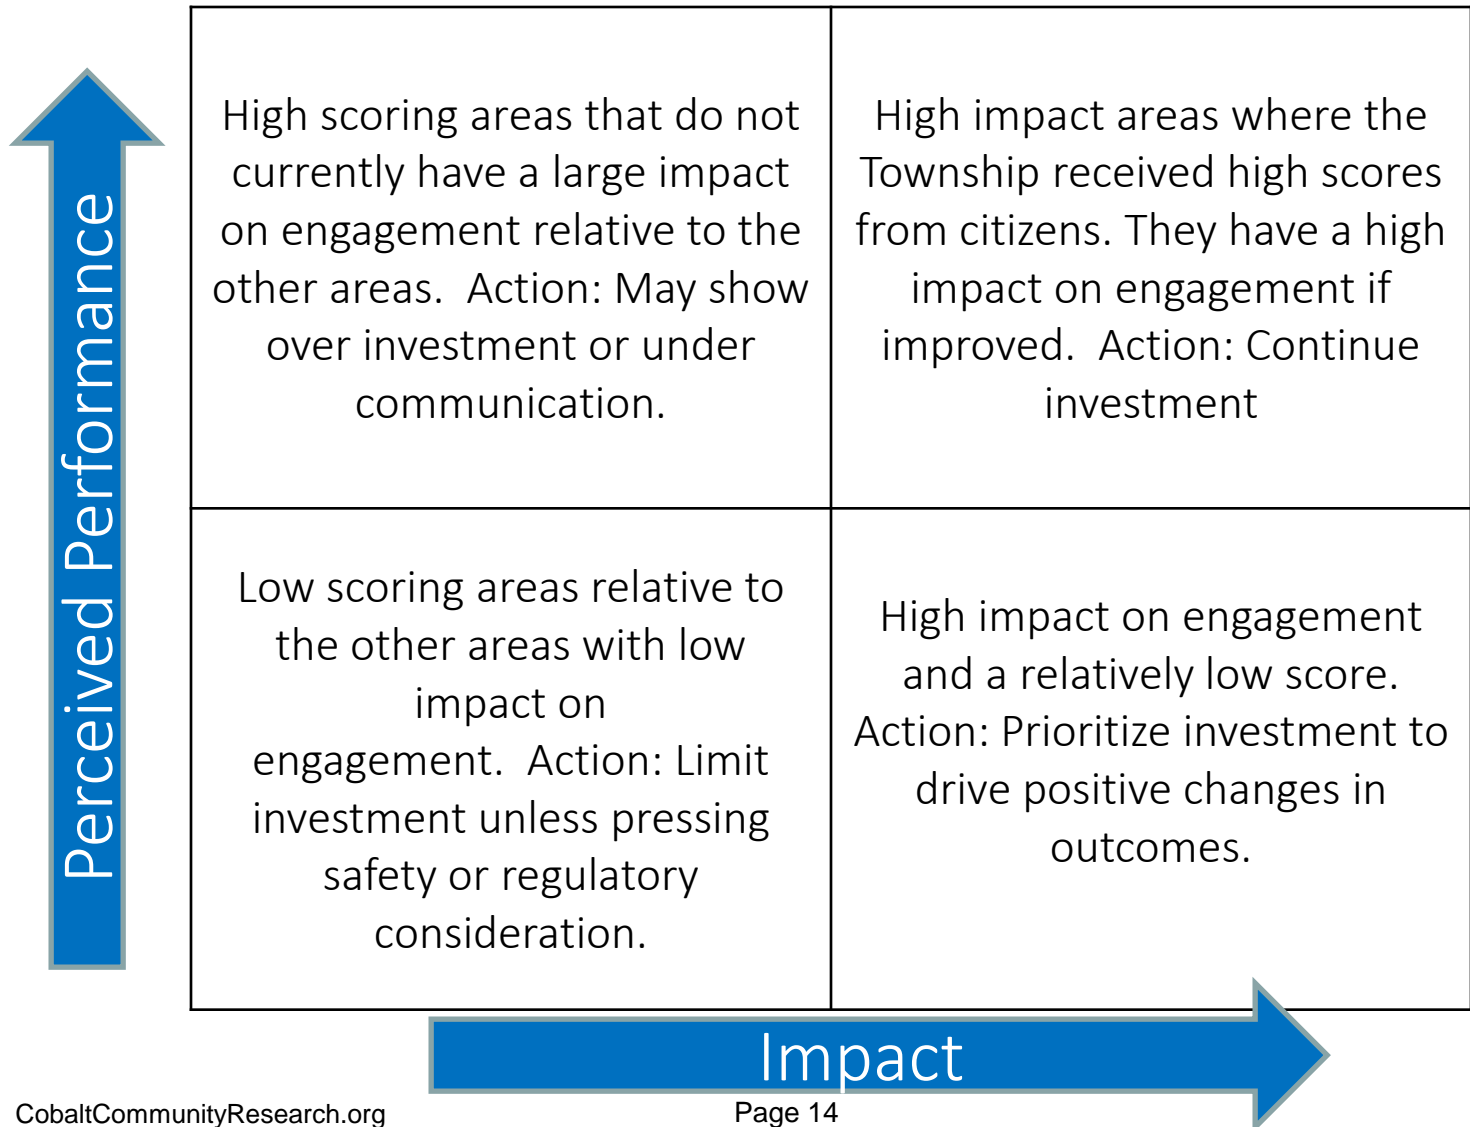 Perceived Performance
High scoring areas that do not
currently have a large impact
on engagement relative to the
other areas.  Action: May show
over investment or under
communication.
High impact areas where the
Township received high scores
from citizens. They have a high
impact on engagement if
improved.  Action: Continue
investment
Low scoring areas relative to
the other areas with low
impact on
engagement.  Action: Limit
investment unless pressing
safety or regulatory
consideration.
High impact on engagement
and a relatively low score.
Action: Prioritize investment to
drive positive changes in
outcomes.
Impact
CobaltCommunityResearch.org
Page 14